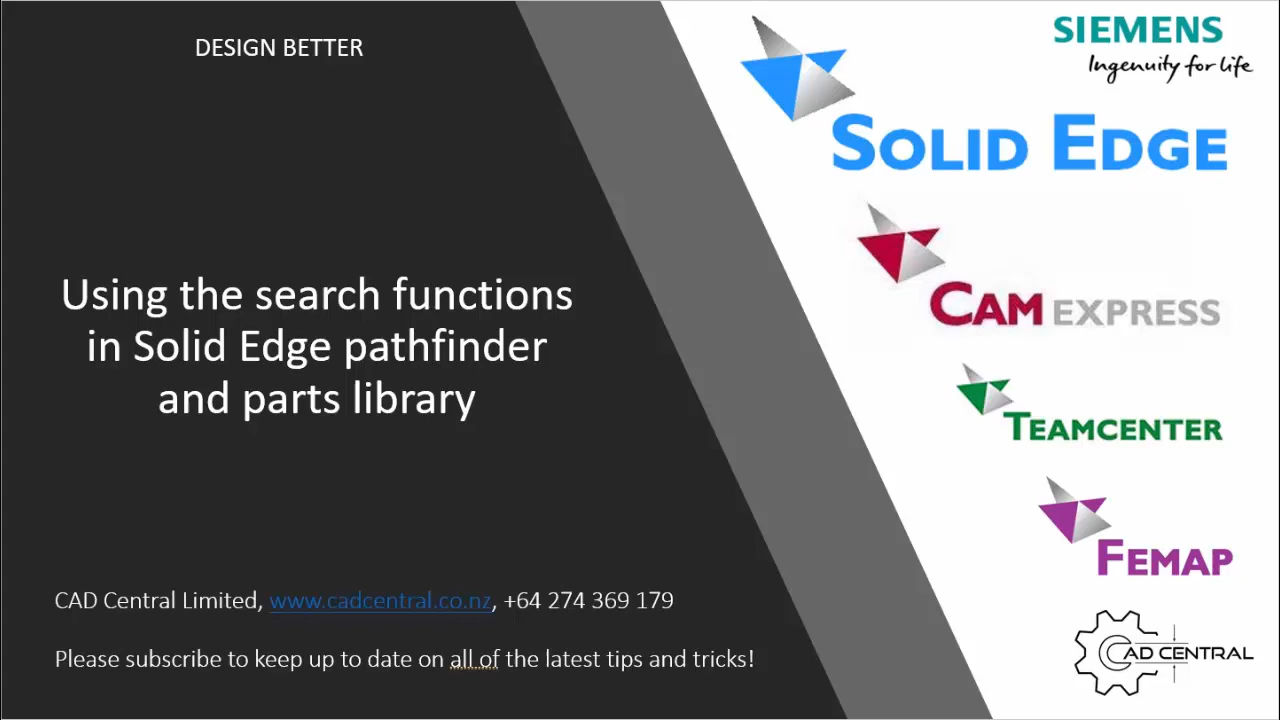 DESIGN BETTER
SIEMENS
Ingenuity for life
SOLID EDGE
Using the search functions
in Solid Edge pathfinder
and parts library
CAM EXPRESS
TEAMCENTER
FEMAP
CAD Central Limited, www.cadcentral.co.nz, +64 274 369 179
Please subscribe to keep up to date on all of the latest tips and tricks!
CAD CENTRAL